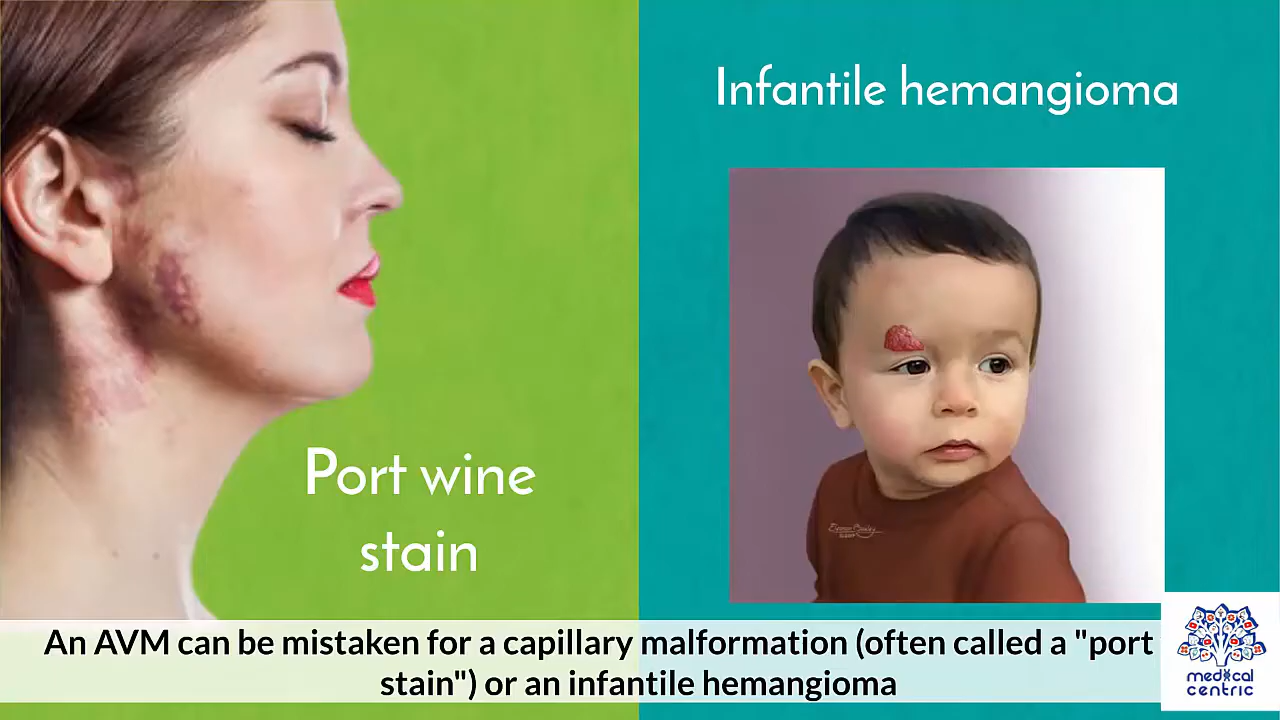 Infantile hemangioma
Port wine
stain
An AVM can be mistaken for a capillary malformation (often called a "port
stain") or an infantile hemangioma
medical
centric